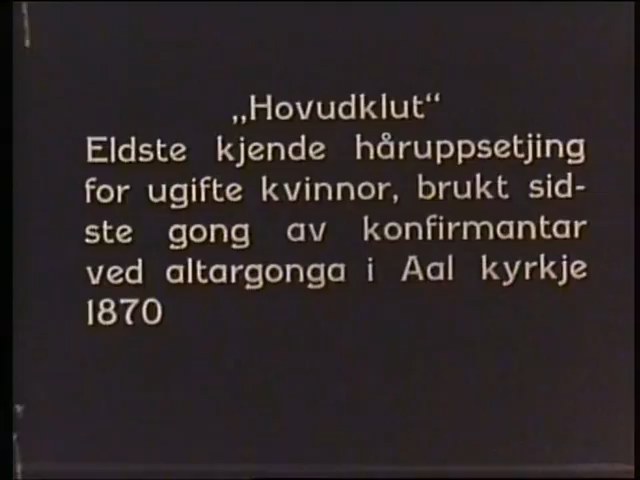 „Hovudklut“
Eldste kjende håruppsetjing
for ugifte kvinnor, brukt sid-
ste gong av konfirmantar
ved altargonga i Aal kyrkje
1870